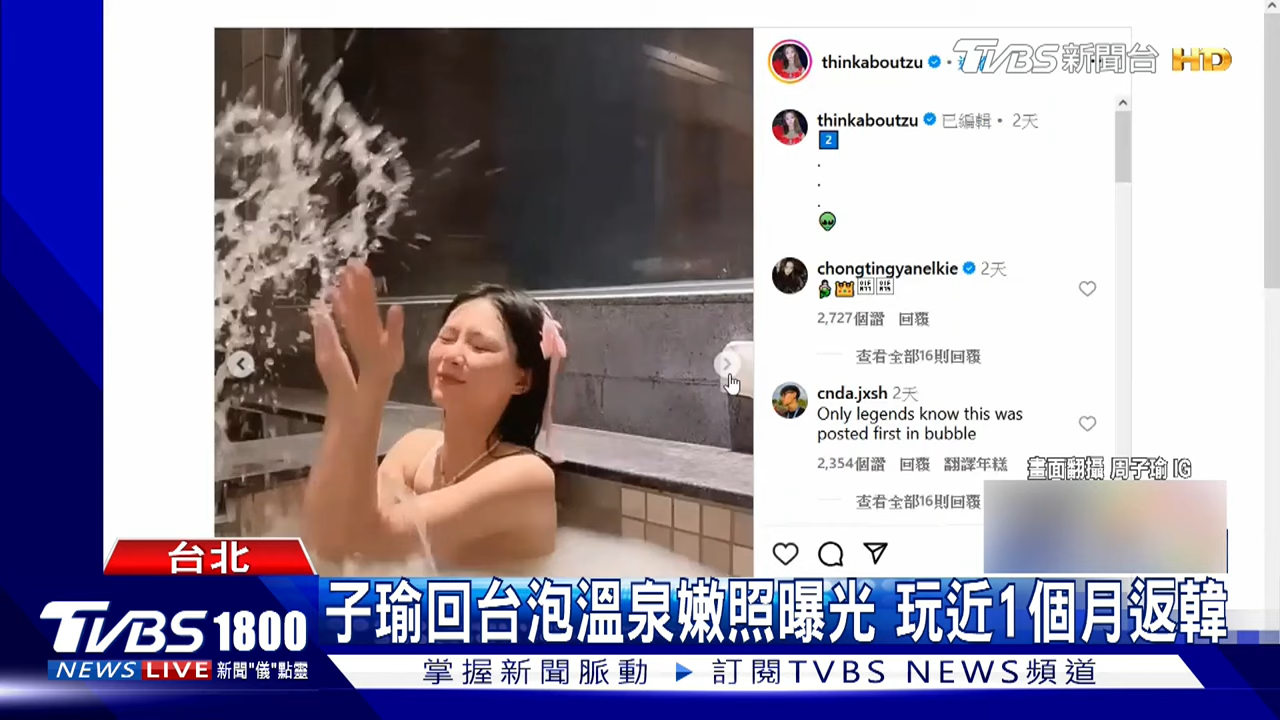 thinkaboutzu
TVBS新聞台 HD
thinkaboutzu 已編輯 • 2天
2
.
.
.
chongtingyanelkie 2天
2,727個讚 回覆
查看全部16則回覆
cnda.jxsh 2天
Only legends know this was
posted first in bubble
2,354個讚 回覆 翻譯年糕
查看全部16則回覆
畫面翻攝 周子瑜 IG
台北
子瑜回台泡溫泉嫩照曝光 玩近1個月返韓
TVBS 1800
NEWS LIVE 新聞"儀"點靈
掌握新聞脈動 ▶ 訂閱TVBS NEWS頻道